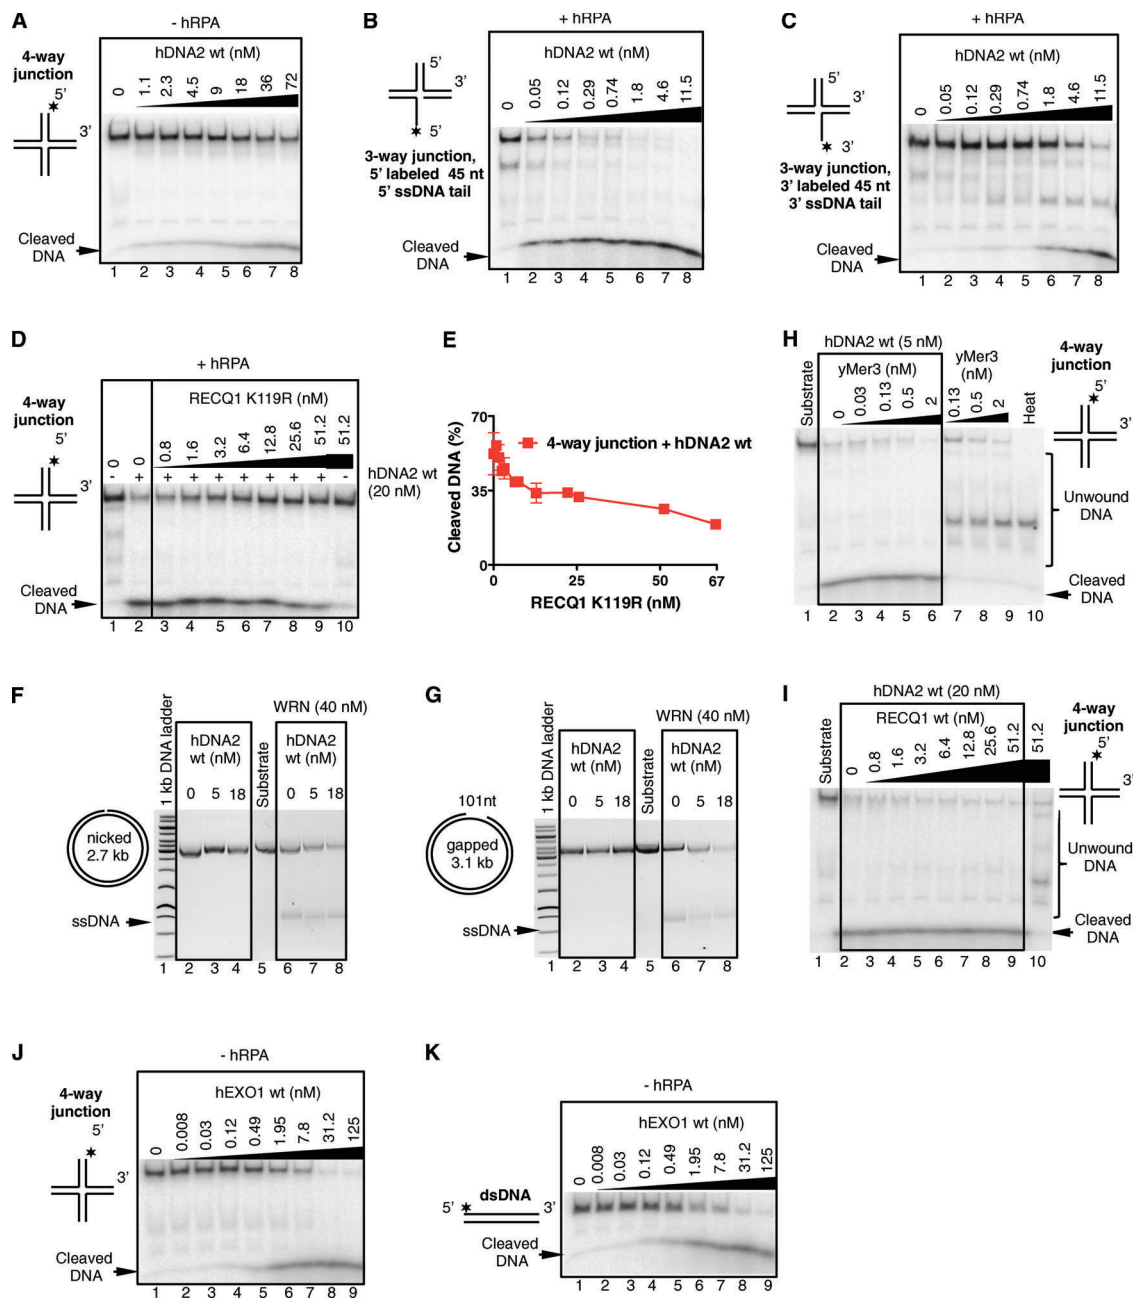 A
- hRPA
hDNA2 wt (nM)
4-way
junction
5'
3'
0 1.1 2.3 4.5 9 18 36 72
Cleaved
DNA
1 2 3 4 5 6 7 8
B
+ hRPA
hDNA2 wt (nM)
5'
3'
5'
0 0.05 0.12 0.29 0.74 1.8 4.6 11.5
3-way junction,
5' labeled 45 nt
5' ssDNA tail
Cleaved
DNA
1 2 3 4 5 6 7 8
C
+ hRPA
hDNA2 wt (nM)
5'
3'
3'
0 0.05 0.12 0.29 0.74 1.8 4.6 11.5
3-way junction,
3' labeled 45 nt
3' ssDNA tail
Cleaved
DNA
1 2 3 4 5 6 7 8
D
+ hRPA
RECQ1 K119R (nM)
4-way
junction
5'
3'
0 0 0.8 1.6 3.2 6.4 12.8 25.6 51.2 51.2
- + + + + + + + + -
hDNA2 wt
(20 nM)
Cleaved
DNA
1 2 3 4 5 6 7 8 9 10
E
Cleaved DNA (%)
70
35
0
4-way junction + hDNA2 wt
0 25 50 67
RECQ1 K119R (nM)
H
hDNA2 wt (5 nM)
Substrate
yMer3 (nM)
0 0.03 0.13 0.5 2
yMer3
(nM)
0.13 0.5 2
Heat
4-way
junction
5'
3'
Unwound
DNA
Cleaved
DNA
1 2 3 4 5 6 7 8 9 10
F
1 kb DNA ladder
hDNA2
wt (nM)
0 5 18
Substrate
WRN (40 nM)
hDNA2
wt (nM)
0 5 18
nicked
2.7 kb
ssDNA
1 2 3 4 5 6 7 8
G
1 kb DNA ladder
hDNA2
wt (nM)
0 5 18
Substrate
WRN (40 nM)
hDNA2
wt (nM)
0 5 18
101nt
gapped
3.1 kb
ssDNA
1 2 3 4 5 6 7 8
I
hDNA2 wt (20 nM)
Substrate
RECQ1 wt (nM)
0 0.8 1.6 3.2 6.4 12.8 25.6 51.2 51.2
4-way
junction
5'
3'
Unwound
DNA
Cleaved
DNA
1 2 3 4 5 6 7 8 9 10
J
- hRPA
hEXO1 wt (nM)
4-way
junction
5'
3'
0 0.008 0.03 0.12 0.49 1.95 7.8 31.2 125
Cleaved
DNA
1 2 3 4 5 6 7 8 9
K
- hRPA
hEXO1 wt (nM)
0 0.008 0.03 0.12 0.49 1.95 7.8 31.2 125
5' dsDNA 3'
Cleaved
DNA
1 2 3 4 5 6 7 8 9